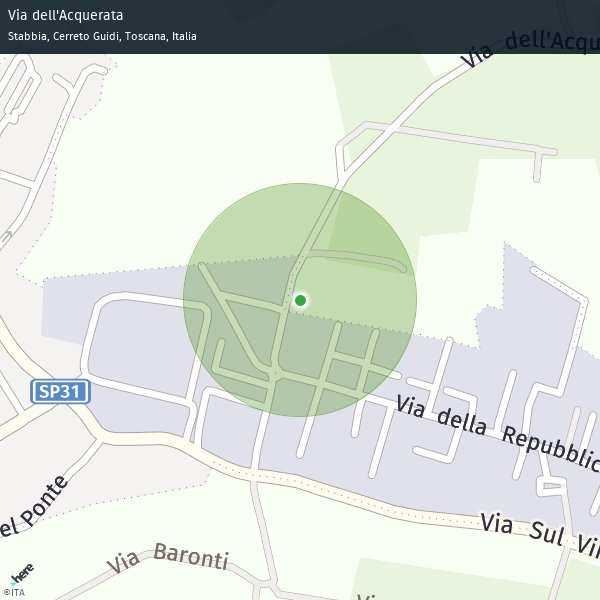 Via dell'Acquerata
Stabbia, Cerreto Guidi, Toscana, Italia
Via dell'Acqu
SP31
Via della Repubblic
el Ponte
Via Sul Vi
Via Baronti
Vi
here
©ITA